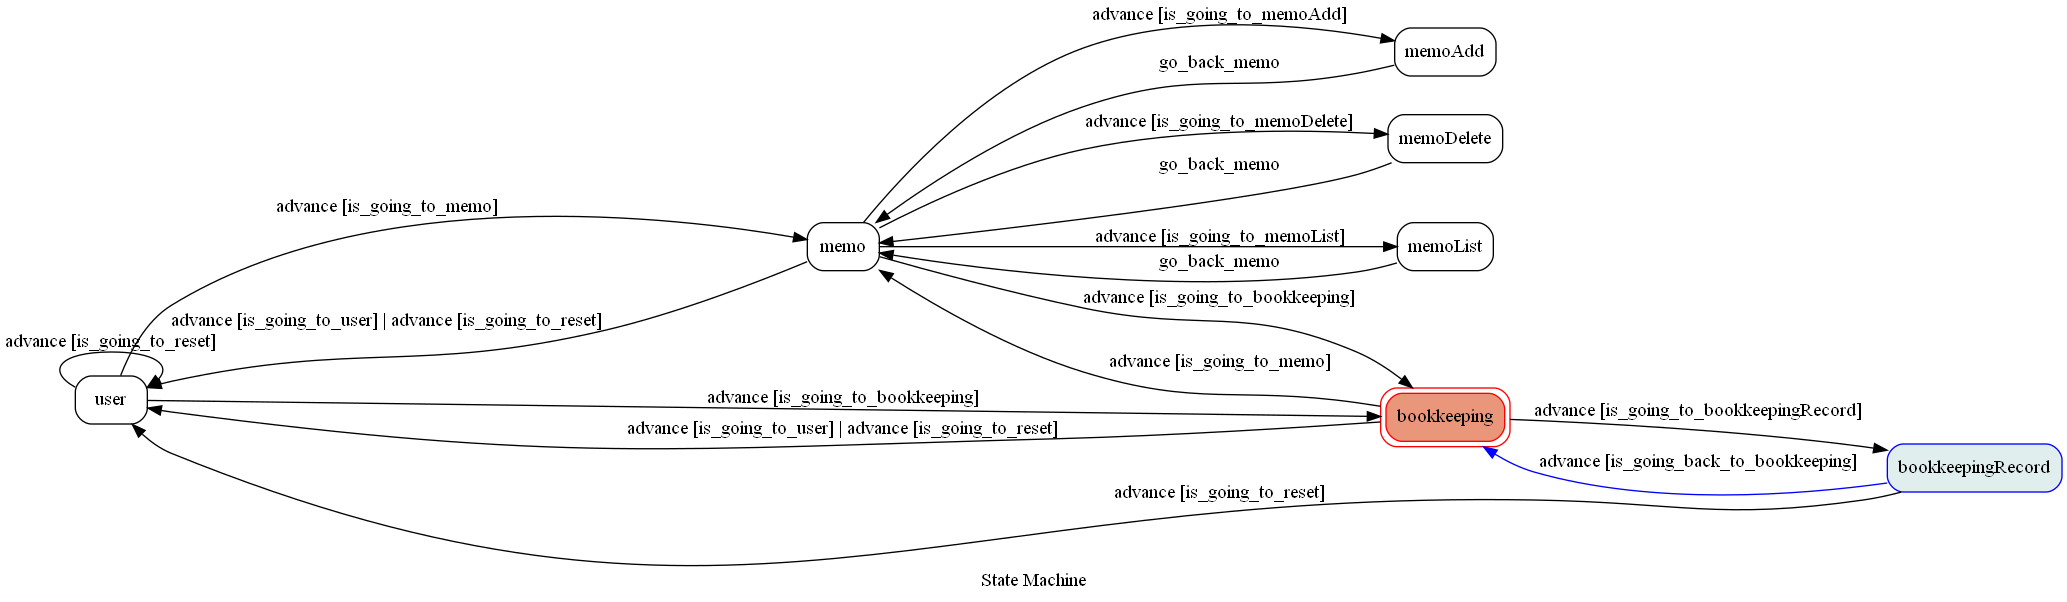 advance [is_going_to_memoAdd]
memoAdd
go_back_memo
advance [is_going_to_memoDelete]
memoDelete
go_back_memo
advance [is_going_to_memo]
memo
advance [is_going_to_memoList]
memoList
go_back_memo
advance [is_going_to_bookkeeping]
advance [is_going_to_user] | advance [is_going_to_reset]
advance [is_going_to_reset]
advance [is_going_to_memo]
user
advance [is_going_to_bookkeeping]
bookkeeping
advance [is_going_to_bookkeepingRecord]
advance [is_going_to_user] | advance [is_going_to_reset]
advance [is_going_back_to_bookkeeping]
bookkeepingRecord
advance [is_going_to_reset]
State Machine